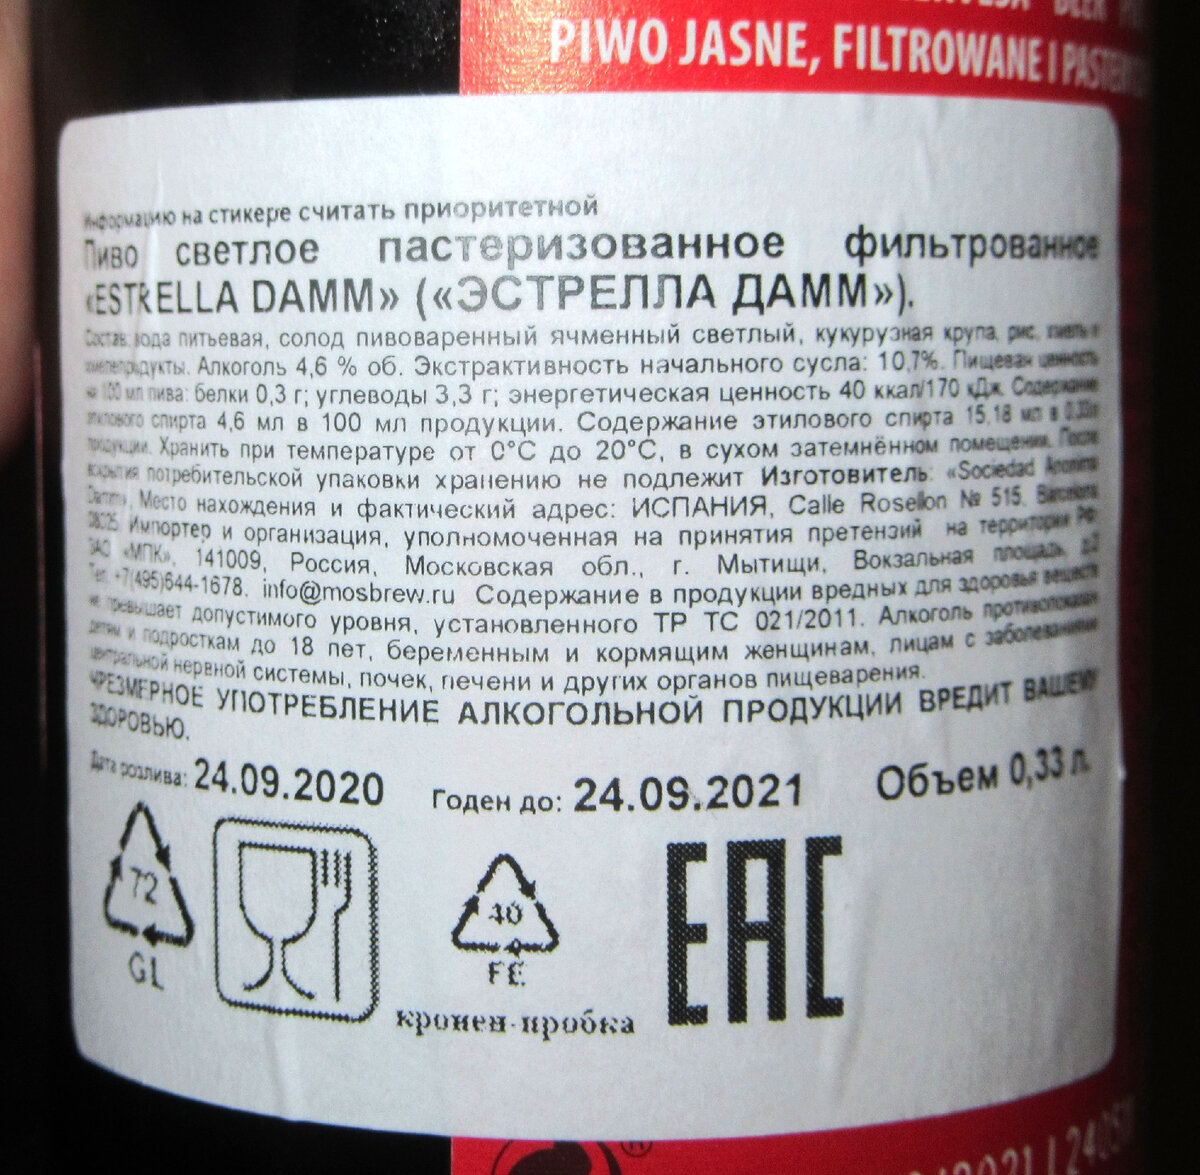 BEER
PIWO JASNE, FILTROWANE I
Информацию на стикере считать приоритетной
Пиво светлое пастеризованное фильтрованное
«ESTRELLA DAMM» («ЭСТРЕЛЛА ДАММ»).
Состав: вода питьевая, солод пивоваренный ячменный светлый, кукурузная крупа, рис, хмель и
хмелепродукты. Алкоголь 4,6 % об. Экстрактивность начального сусла: 10,7%. Пищевая ценность
на 100 мл пива: белки 0,3 г; углеводы 3,3 г; энергетическая ценность 40 ккал/170 кДж. Содержание
этилового спирта 4,6 мл в 100 мл продукции. Содержание этилового спирта 15,18 мл в 0,33л
продукции. Хранить при температуре от 0°С до 20°С, в сухом затемнённом помещении. После
вскрытия потребительской упаковки хранению не подлежит Изготовитель: «Sociedad Anonima
Damm», Место нахождения и фактический адрес: ИСПАНИЯ, Calle Rosellon № 515, Barcelona
08025. Импортер и организация, уполномоченная на принятия претензий на территории РФ:
ЗАО «МПК», 141009, Россия, Московская обл., г. Мытищи, Вокзальная площадь, д.2
Тел. +7(495)644-1678. info@mosbrew.ru Содержание в продукции вредных для здоровья веществ
не превышает допустимого уровня, установленного ТР ТС 021/2011. Алкоголь противопоказан
детям и подросткам до 18 лет, беременным и кормящим женщинам, лицам с заболеваниями
центральной нервной системы, почек, печени и других органов пищеварения.
ЧРЕЗМЕРНОЕ УПОТРЕБЛЕНИЕ АЛКОГОЛЬНОЙ ПРОДУКЦИИ ВРЕДИТ ВАШЕМУ
ЗДОРОВЬЮ.
Дата розлива: 24.09.2020 Годен до: 24.09.2021 Объем 0,33 л.
72
GL
40
FE
кронен-пробка
EAC